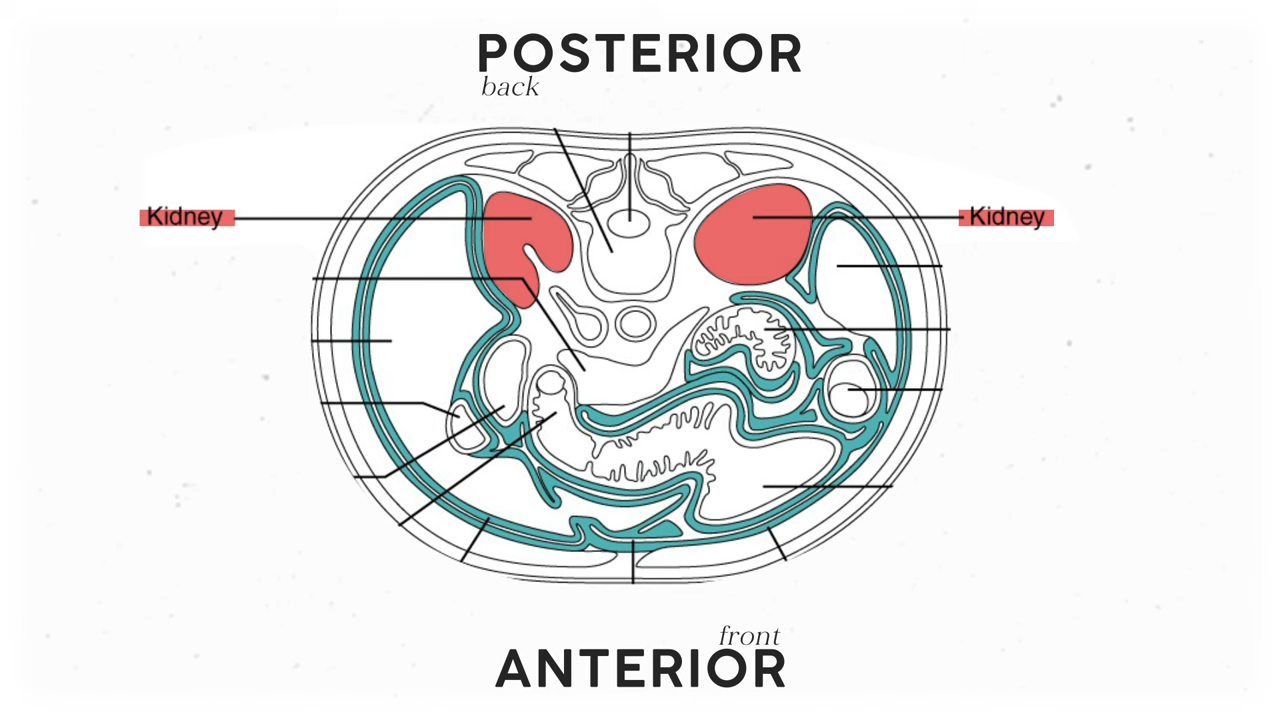 POSTERIOR
back
Kidney
Kidney
front
ANTERIOR